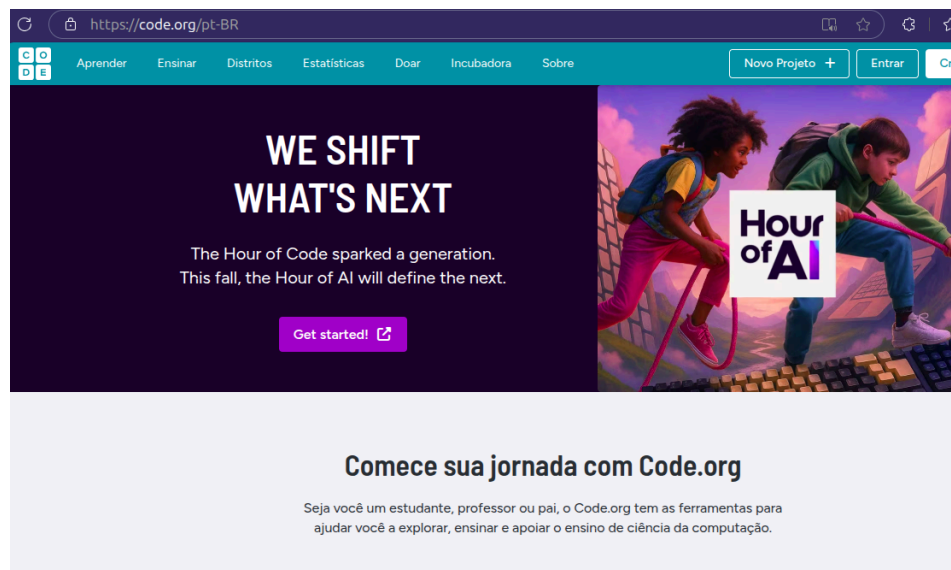 https://code.org/pt-BR
C O
D E
Aprender Ensinar Distritos Estatísticas Doar Incubadora Sobre Novo Projeto + Entrar
WE SHIFT
WHAT'S NEXT
The Hour of Code sparked a generation.
This fall, the Hour of AI will define the next.
Get started!
Hour
of AI
Comece sua jornada com Code.org
Seja você um estudante, professor ou pai, o Code.org tem as ferramentas para
ajudar você a explorar, ensinar e apoiar o ensino de ciência da computação.